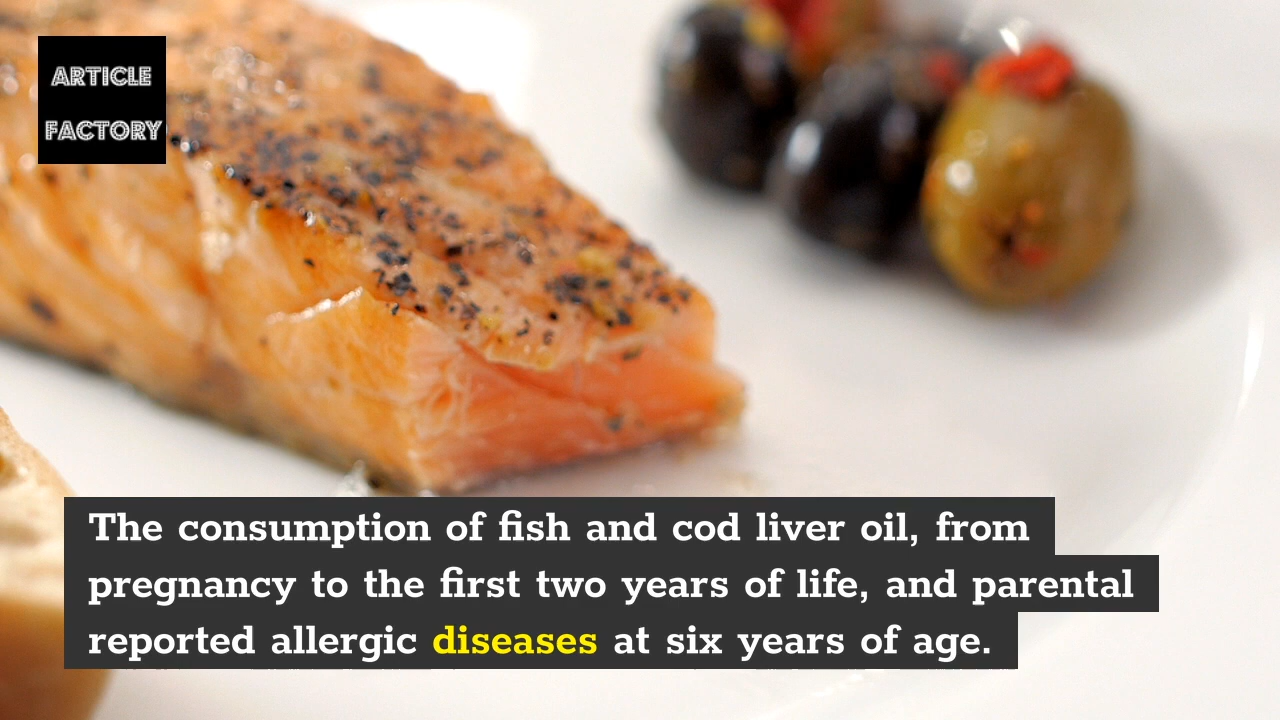 ARTICLE
FACTORY
The consumption of fish and cod liver oil, from
pregnancy to the first two years of life, and parental
reported allergic diseases at six years of age.